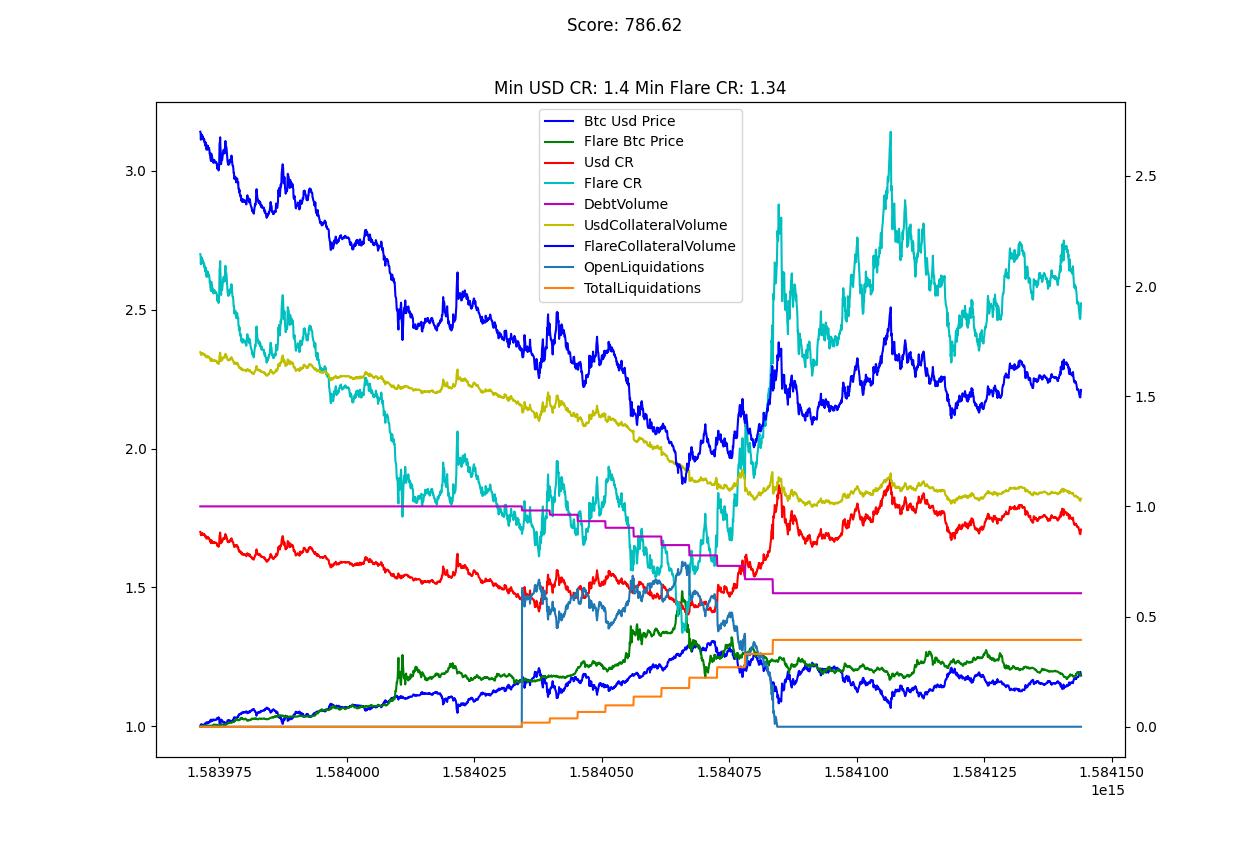 Score: 786.62
Min USD CR: 1.4 Min Flare CR: 1.34
Btc Usd Price
Flare Btc Price
Usd CR
Flare CR
DebtVolume
UsdCollateralVolume
FlareCollateralVolume
OpenLiquidations
TotalLiquidations
3.0
2.5
2.0
1.5
1.0
2.5
2.0
1.5
1.0
0.5
0.0
1.583975 1.584000 1.584025 1.584050 1.584075 1.584100 1.584125 1.584150
1e15